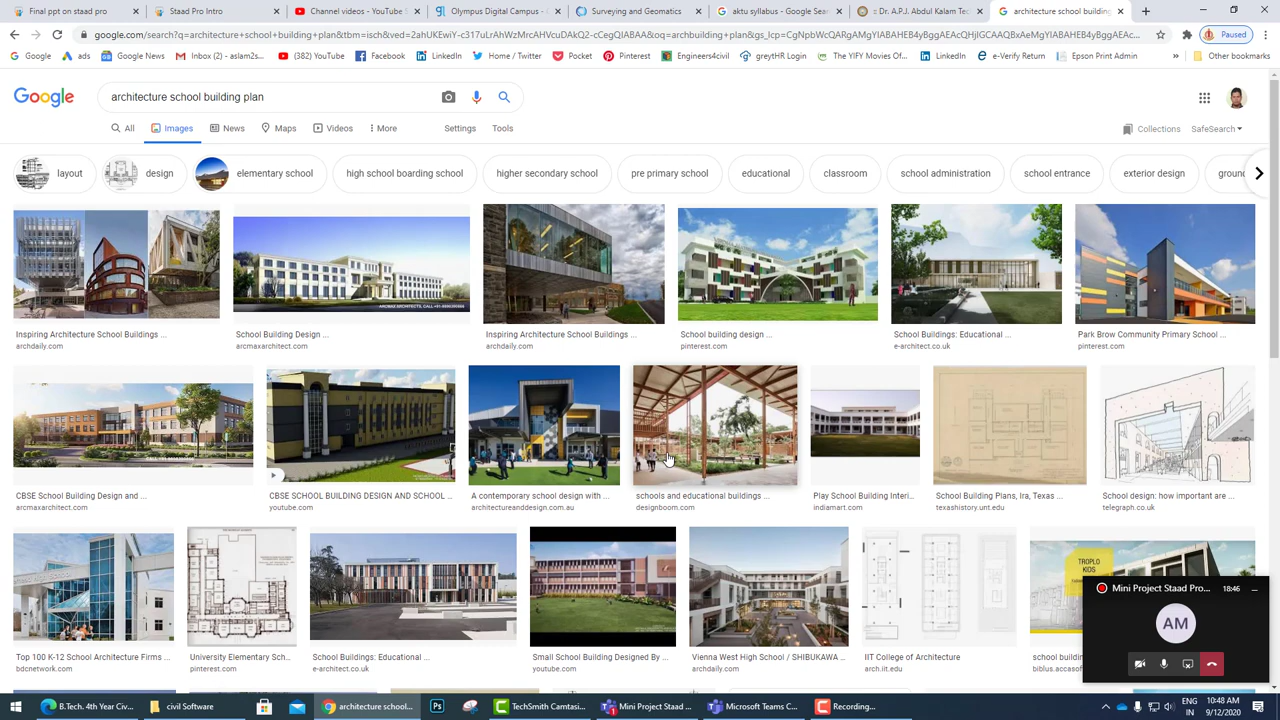 Final ppt on staad pro
Staad Pro Intro
Channel videos - YouTube
Olympus Digital Campus -
Surveying and Geomatics
aktu syllabus - Google Sear
= Dr. A.P.J. Abdul Kalam Tec
architecture school building
google.com/search?q=architecture+school+building+plan&tbm=isch&ved=
Paused
Google
ads
Google News
Inbox (2) - aslam2s...
(382) YouTube
Facebook
LinkedIn
Twitter
Pocket
Pinterest
Engineers4civil
greytHR Login
The YIFY Movies Of...
LinkedIn
e-Verify Return
Epson Print Admin
»
Other bookmarks
Google
architecture school building plan
All
Images
News
Maps
Videos
More
Settings
Tools
Collections
SafeSearch
layout
design
elementary school
high school boarding school
higher secondary school
pre primary school
educational
classroom
school administration
school entrance
exterior design
ground
Inspiring Architecture School Buildings ...
archdaily.com
School Building Design ...
arcmaxarchitect.com
Inspiring Architecture School Buildings ...
archdaily.com
School building design ...
pinterest.com
School Buildings: Educational ...
e-architect.co.uk
Park Brow Community Primary School ...
pinterest.com
CBSE School Building Design and ...
arcmaxarchitect.com
CBSE SCHOOL BUILDING DESIGN AND SCHOOL ...
youtube.com
A contemporary school design with ...
architectureanddesign.com.au
schools and educational buildings ...
designboom.com
Play School Building Interi...
indiamart.com
School Building Plans, Ira, Texas ...
texashistory.unt.edu
School design: how important are ...
telegraph.co.uk
TROPLO
KIDS
Top 100 K-12 School Architecture Firms ...
bdcnetwork.com
University Elementary Sch...
pinterest.com
School Buildings: Educational ...
e-architect.co.uk
Small School Building Designed By ...
youtube.com
Vienna West High School / SHIBUKAWA ...
archdaily.com
IIT College of Architecture
arch.iit.edu
school buildin
biblus.accasof
Mini Project Staad Pro...
18:46
AM
B.Tech. 4th Year Civ...
civil Software
architecture school...
Ps
TechSmith Camtasi...
Mini Project Staad ...
Microsoft Teams C...
Recording...
ENG
IN
10:48 AM
9/12/2020